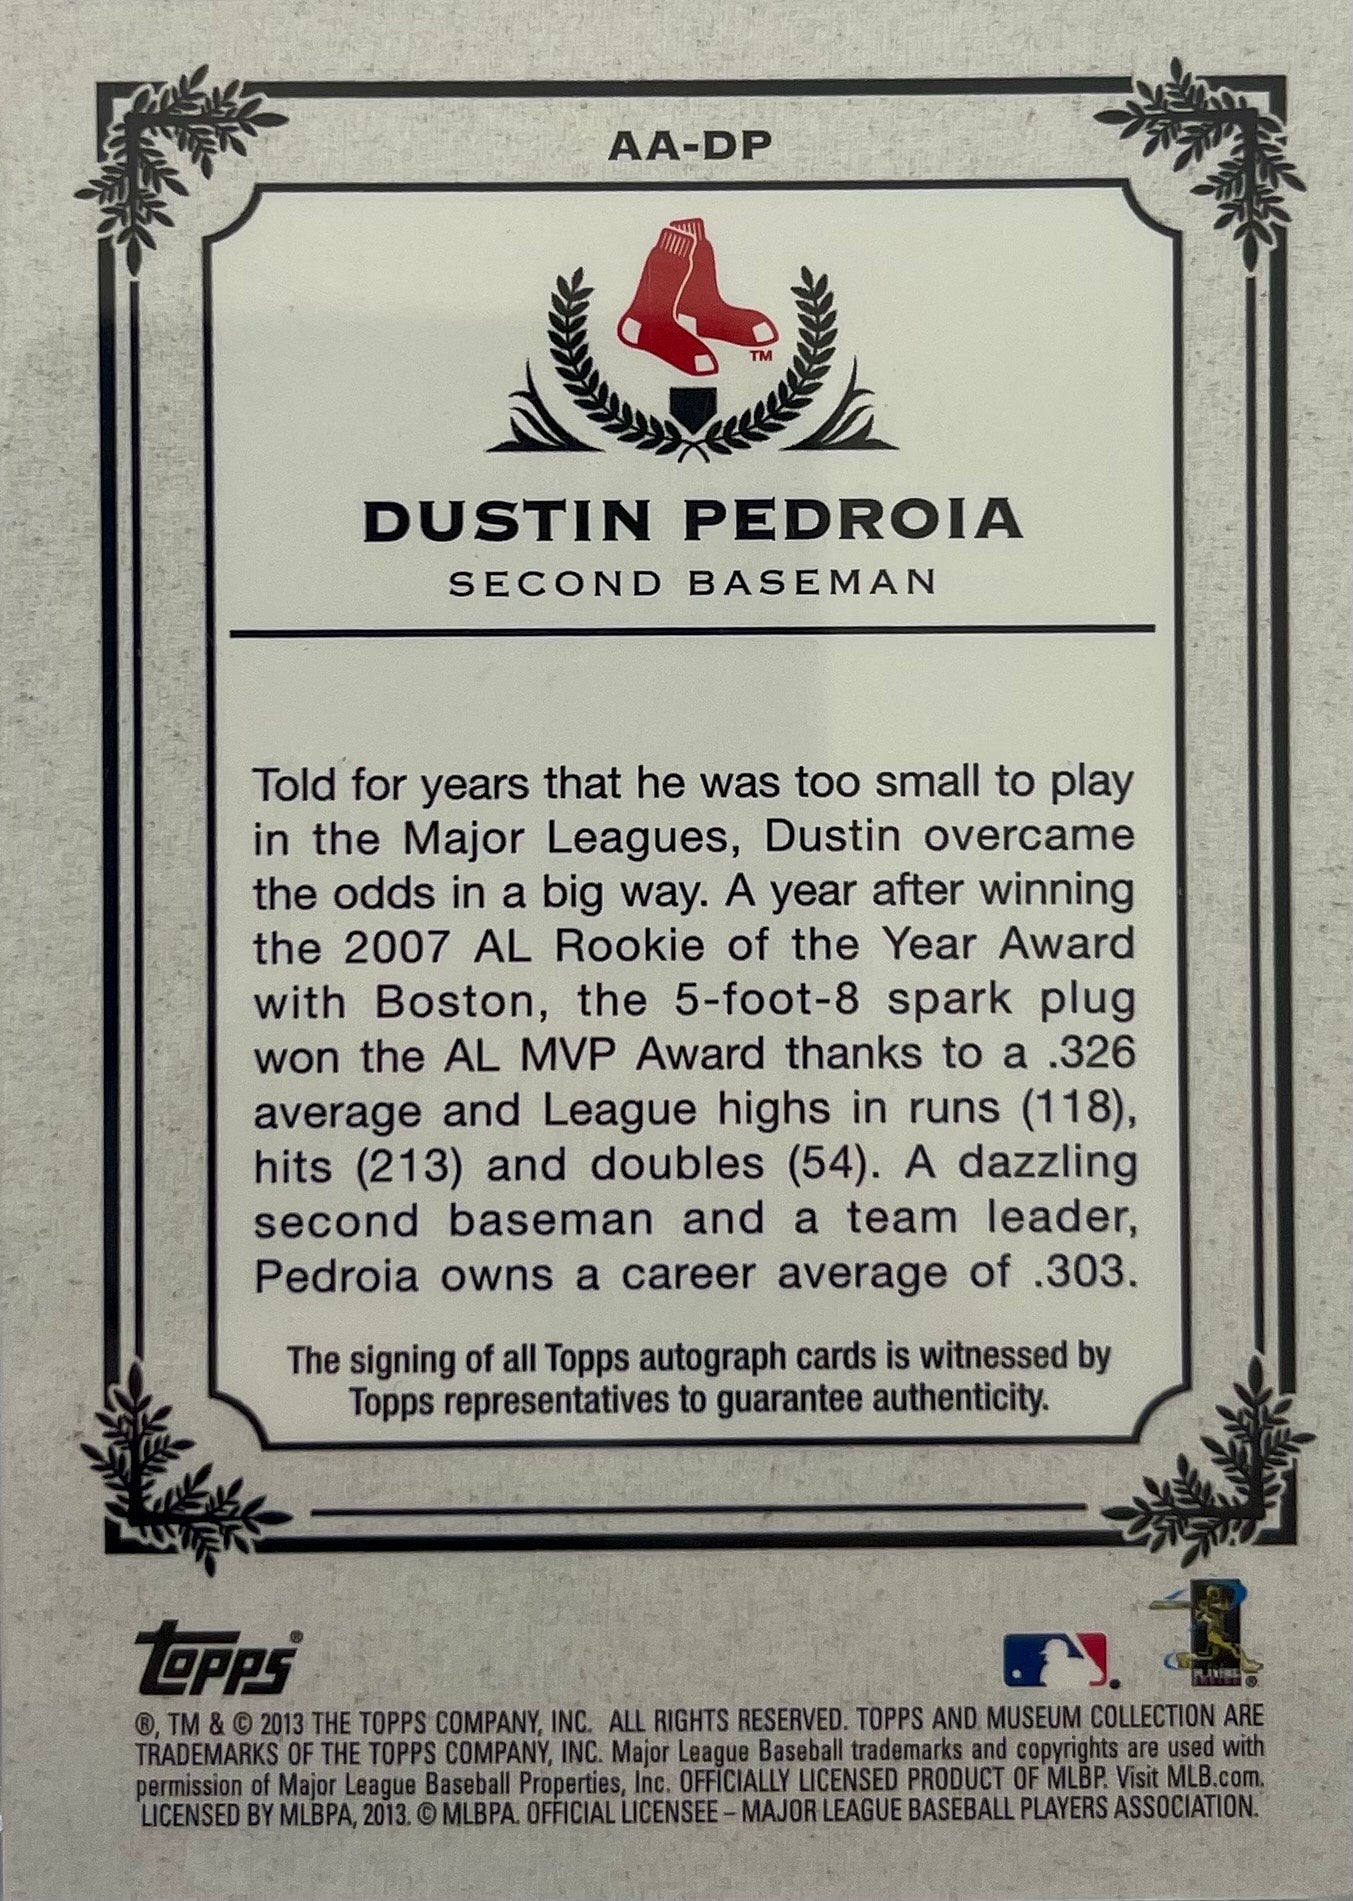 AA-DP
TM
DUSTIN PEDROIA
SECOND BASEMAN
Told for years that he was too small to play
in the Major Leagues, Dustin overcame
the odds in a big way. A year after winning
the 2007 AL Rookie of the Year Award
with Boston, the 5-foot-8 spark plug
won the AL MVP Award thanks to a .326
average and League highs in runs (118),
hits (213) and doubles (54). A dazzling
second baseman and a team leader,
Pedroia owns a career average of .303.
The signing of all Topps autograph cards is witnessed by
Topps representatives to guarantee authenticity.
topps®
®, TM & © 2013 THE TOPPS COMPANY, INC. ALL RIGHTS RESERVED. TOPPS AND MUSEUM COLLECTION ARE
TRADEMARKS OF THE TOPPS COMPANY, INC. Major League Baseball trademarks and copyrights are used with
permission of Major League Baseball Properties, Inc. OFFICIALLY LICENSED PRODUCT OF MLBP. Visit MLB.com.
LICENSED BY MLBPA, 2013. © MLBPA. OFFICIAL LICENSEE – MAJOR LEAGUE BASEBALL PLAYERS ASSOCIATION.